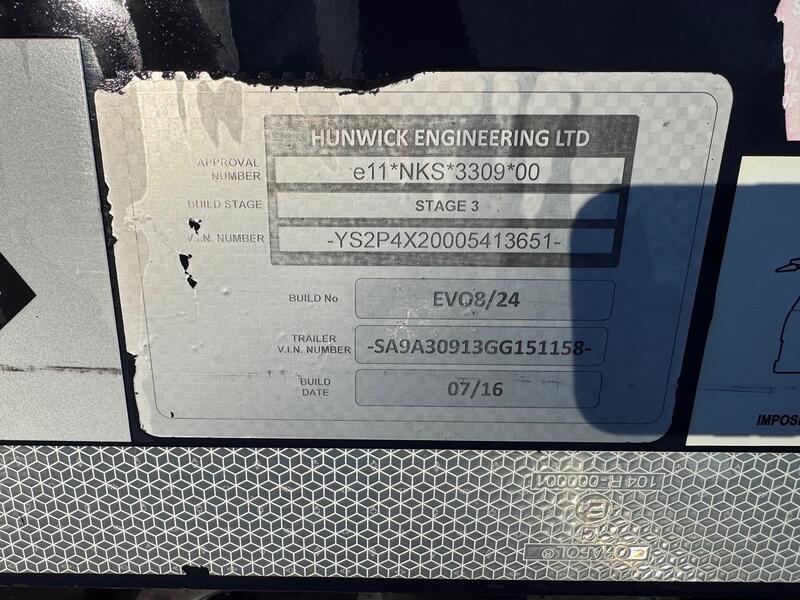 HUNWICK ENGINEERING LTD
APPROVAL NUMBER e11*NKS*3309*00
BUILD STAGE STAGE 3
V.I.N. NUMBER -YS2P4X20005413651-
BUILD No EVO8/24
TRAILER V.I.N. NUMBER -SA9A30913GG151158-
BUILD DATE 07/16
104 R-000001
ORAFOL®